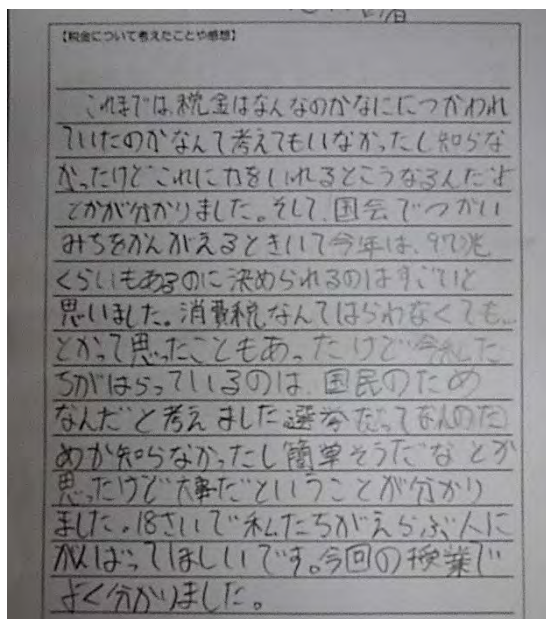 【税金について考えたことや感想】
これまでは、税金はなんなのかなにににつかわれ
ていたのかなんて考えてもいなかったし知らな
かったけどこれに力をいれるとこうなるんだよ
とかが分かりました。そして、国会でつかい
みちをかんがえるときいて今年は、97兆
くらいもあるのに決められるのはすごいと
思いました。消費税なんてはらわなくても…
とかって思ったこともあったけど今私た
ちがはらっているのは、国民のため
なんだと考えました選挙だってなんのた
めか知らなかったし簡単そうだなとか
思ったけど大事だということが分かり
ました。18さいで私たちがえらぶ人に
がんばってほしいです。今回の授業で
よく分かりました。